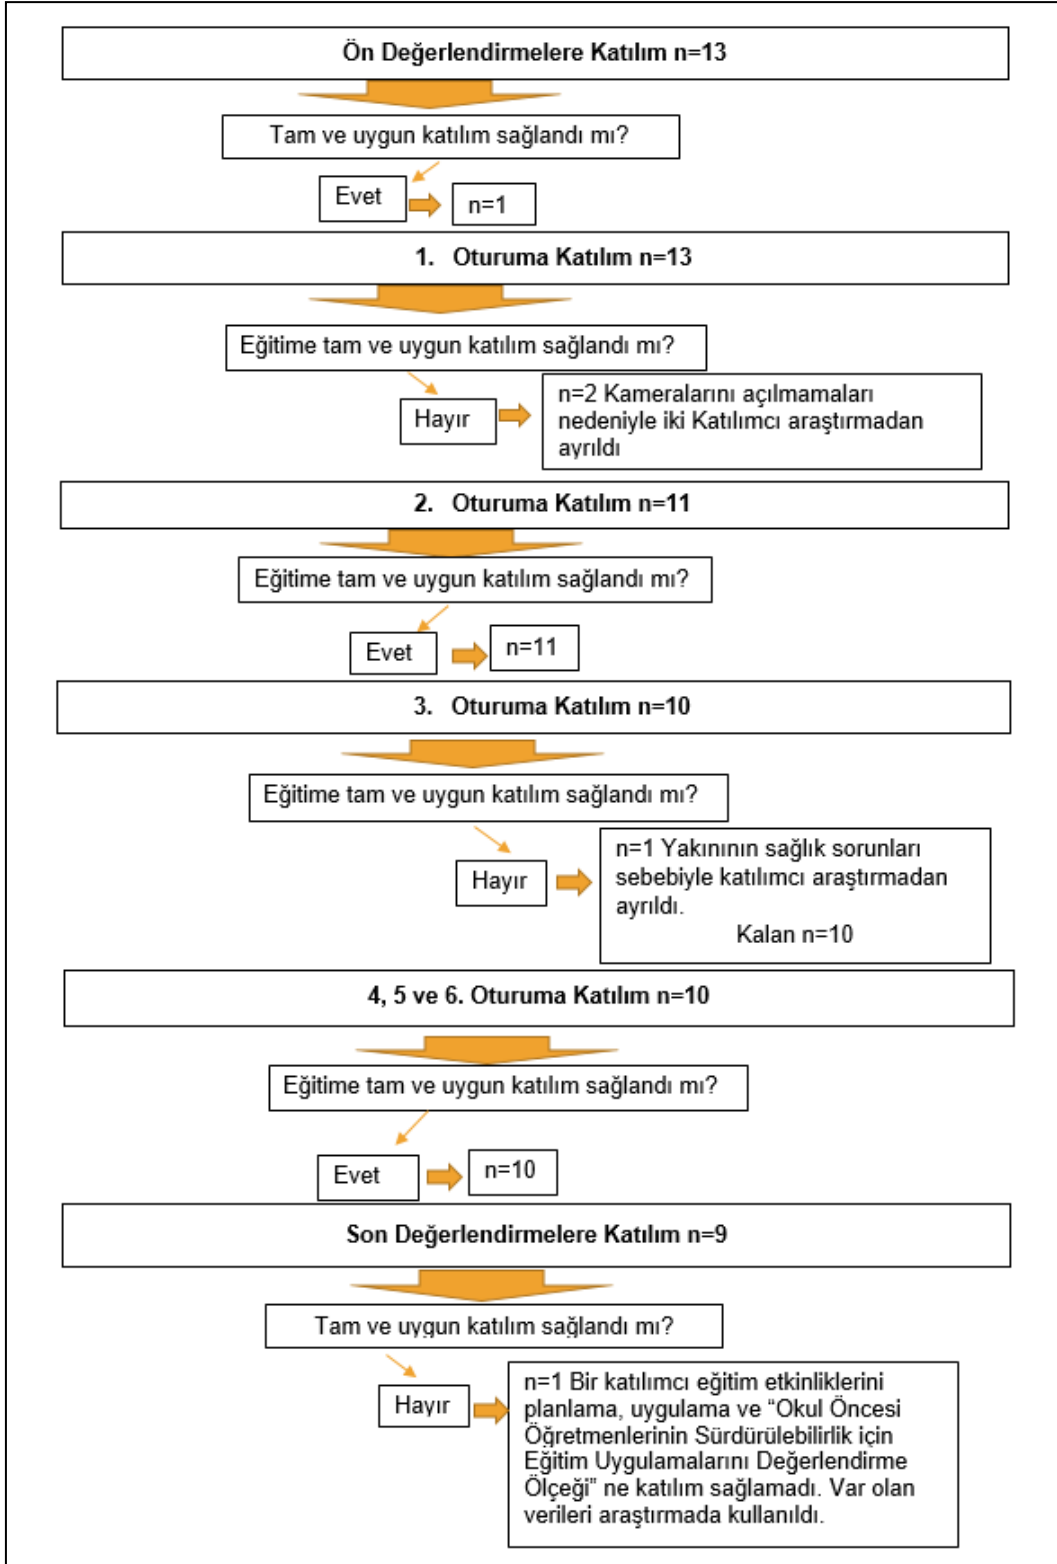 Ön Değerlendirmelere Katılım n=13
Tam ve uygun katılım sağlandı mı?
Evet
n=1
1. Oturuma Katılım n=13
Eğitime tam ve uygun katılım sağlandı mı?
Hayır
n=2 Kameralarını açılmamaları
nedeniyle iki Katılımcı araştırmadan
ayrıldı
2. Oturuma Katılım n=11
Eğitime tam ve uygun katılım sağlandı mı?
Evet
n=11
3. Oturuma Katılım n=10
Eğitime tam ve uygun katılım sağlandı mı?
Hayır
n=1 Yakınının sağlık sorunları
sebebiyle katılımcı araştırmadan
ayrıldı.
Kalan n=10
4, 5 ve 6. Oturuma Katılım n=10
Eğitime tam ve uygun katılım sağlandı mı?
Evet
n=10
Son Değerlendirmelere Katılım n=9
Tam ve uygun katılım sağlandı mı?
Hayır
n=1 Bir katılımcı eğitim etkinliklerini
planlama, uygulama ve “Okul Öncesi
Öğretmenlerinin Sürdürülebilirlik için
Eğitim Uygulamalarını Değerlendirme
Ölçeği” ne katılım sağlamadı. Var olan
verileri araştırmada kullanıldı.